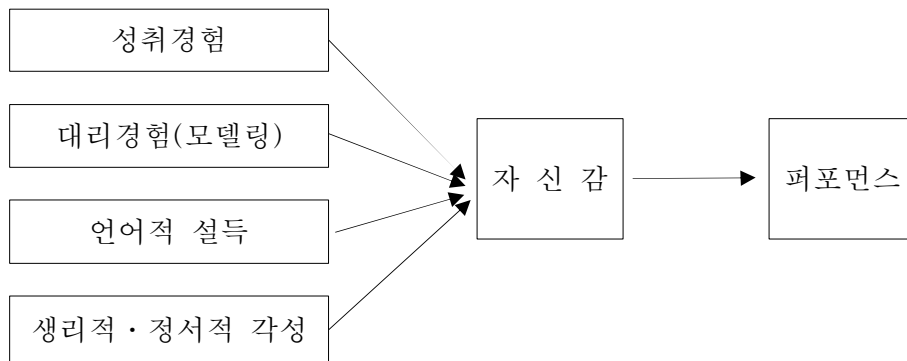 성취경험
대리경험(모델링)
언어적 설득
생리적・정서적 각성
자 신 감
퍼포먼스